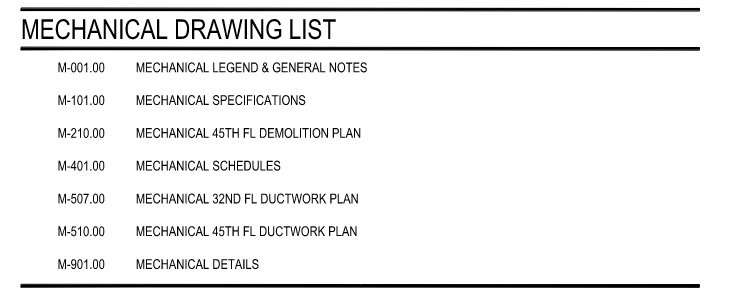 MECHANICAL DRAWING LIST
M-001.00 MECHANICAL LEGEND & GENERAL NOTES
M-101.00 MECHANICAL SPECIFICATIONS
M-210.00 MECHANICAL 45TH FL DEMOLITION PLAN
M-401.00 MECHANICAL SCHEDULES
M-507.00 MECHANICAL 32ND FL DUCTWORK PLAN
M-510.00 MECHANICAL 45TH FL DUCTWORK PLAN
M-901.00 MECHANICAL DETAILS